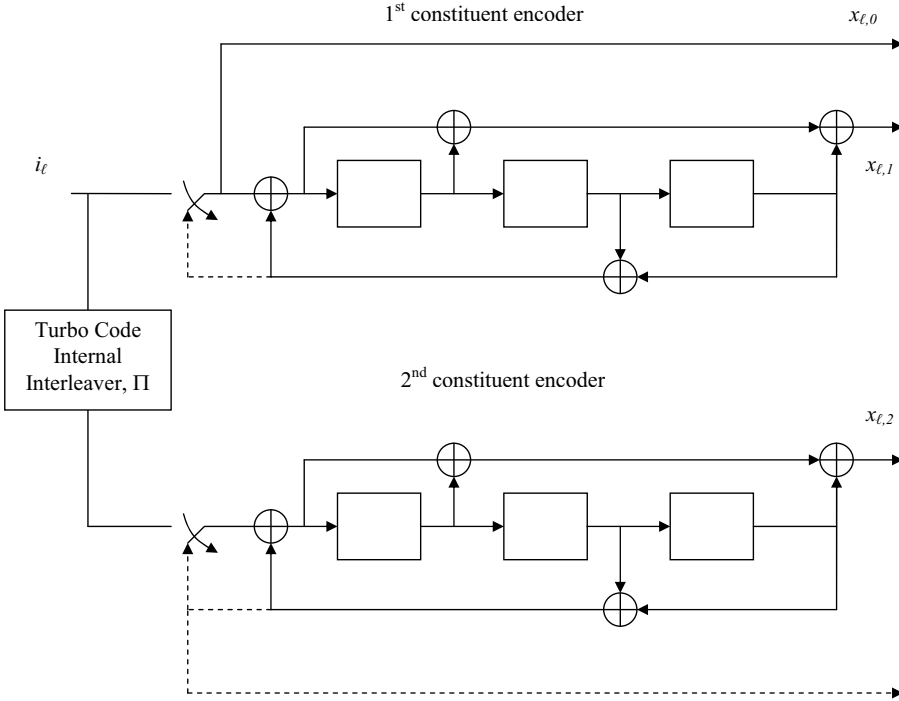 1st constituent encoder
xℓ,0
iℓ
xℓ,1
Turbo Code
Internal
Interleaver, Π
2nd constituent encoder
xℓ,2